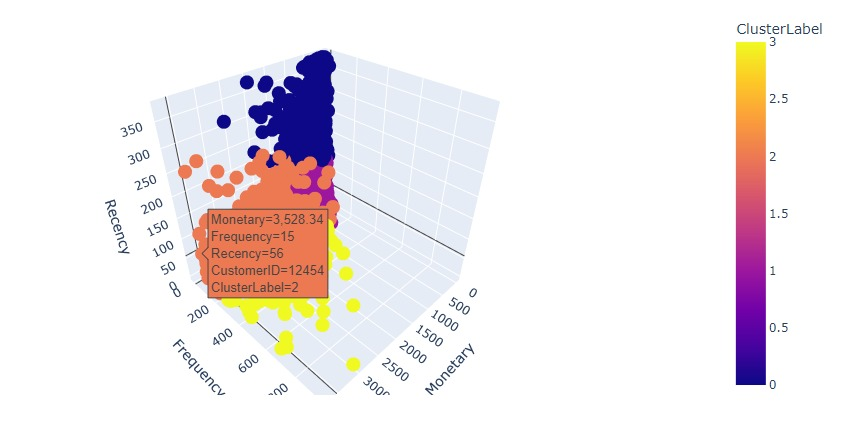 ClusterLabel
3
2.5
2
1.5
1
0.5
0
350
300
250
200
150
100
50
0
Recency
Monetary=3,528.34
Frequency=15
Recency=56
CustomerID=12454
ClusterLabel=2
0
200
400
600
Frequency
0
500
1000
1500
2000
2500
3000
Monetary